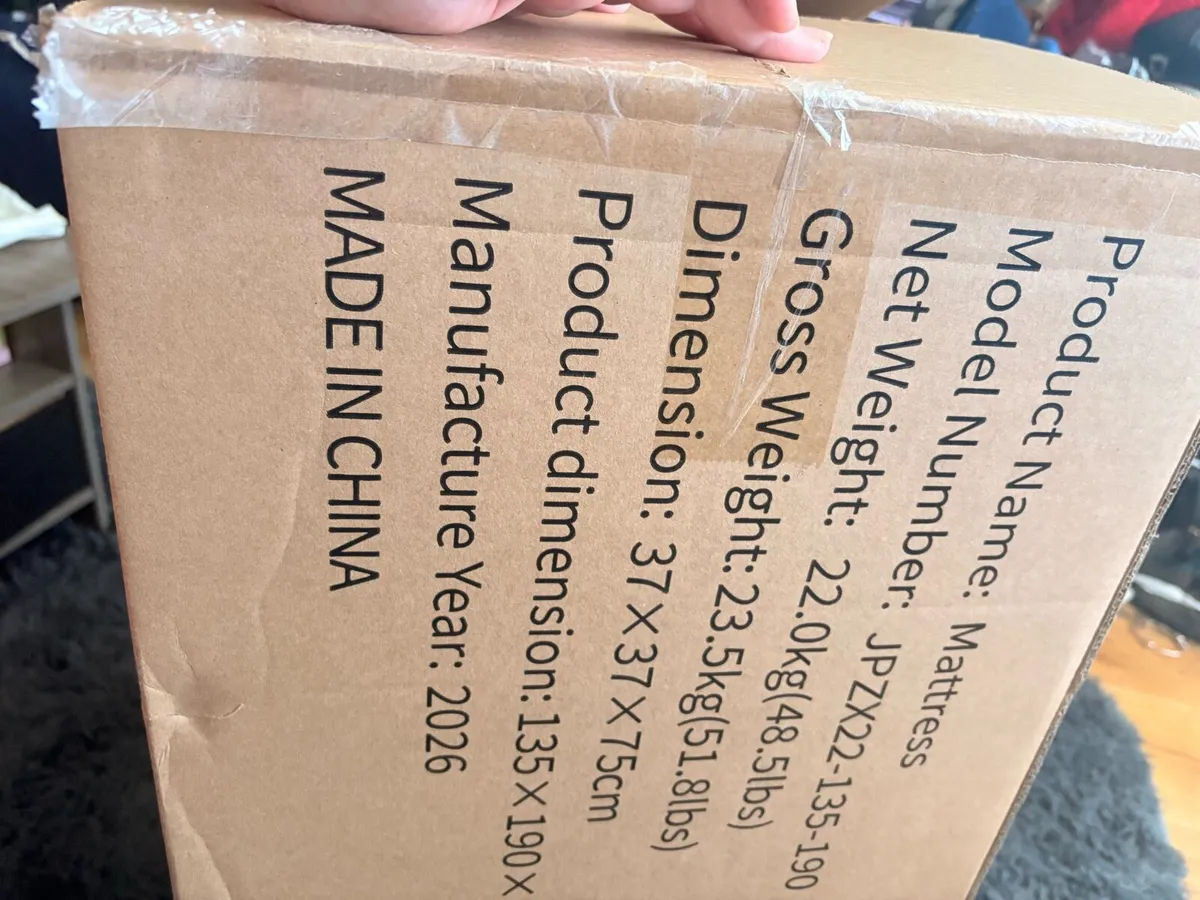 Product Name: Mattress
Model Number: JPZX22-135-190
Net Weight: 22.0kg(48.5lbs)
Gross Weight: 23.5kg(51.8lbs)
Dimension: 37×37×75cm
Product dimension: 135×190×
Manufacture Year: 2026
MADE IN CHINA